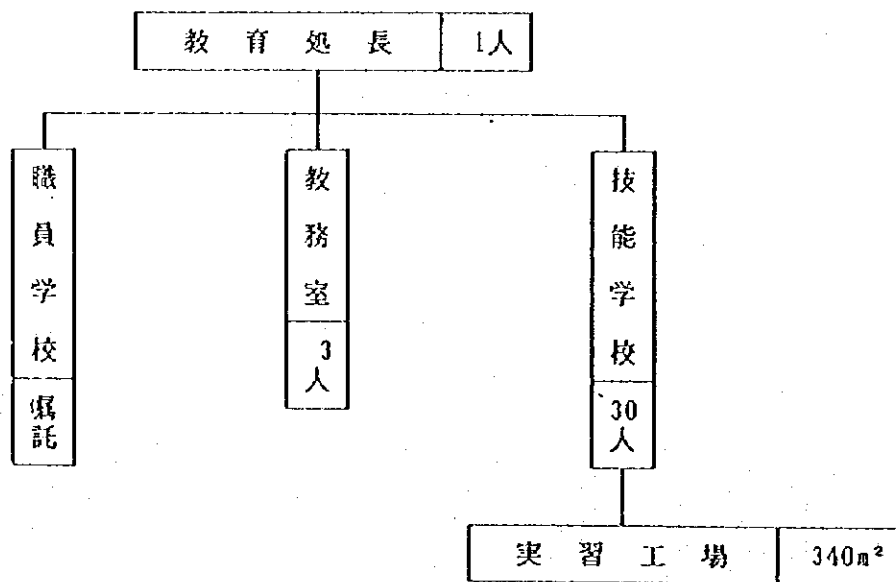 教育処長 1人
職員学校
嘱託
教務室
3人
技能学校
30人
実習工場 340m²